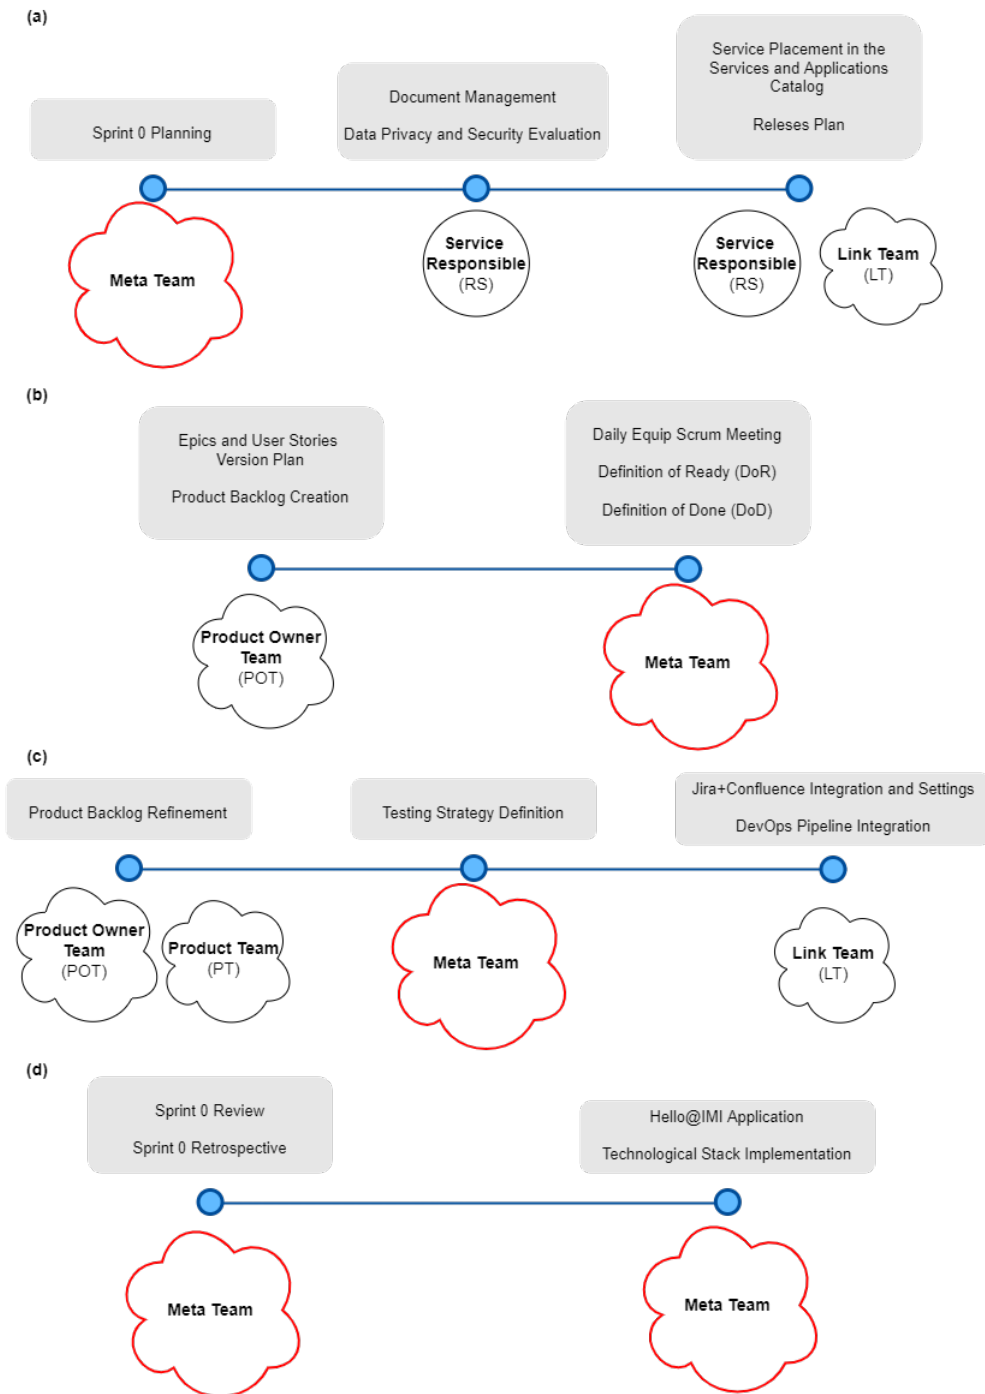 (a)
Sprint 0 Planning
Document Management
Data Privacy and Security Evaluation
Service Placement in the
Services and Applications
Catalog
Releses Plan
Meta Team
Service
Responsible
(RS)
Service
Responsible
(RS)
Link Team
(LT)
(b)
Epics and User Stories
Version Plan
Product Backlog Creation
Daily Equip Scrum Meeting
Definition of Ready (DoR)
Definition of Done (DoD)
Product Owner
Team
(POT)
Meta Team
(c)
Product Backlog Refinement
Testing Strategy Definition
Jira+Confluence Integration and Settings
DevOps Pipeline Integration
Product Owner
Team
(POT)
Product Team
(PT)
Meta Team
Link Team
(LT)
(d)
Sprint 0 Review
Sprint 0 Retrospective
Hello@IMI Application
Technological Stack Implementation
Meta Team
Meta Team